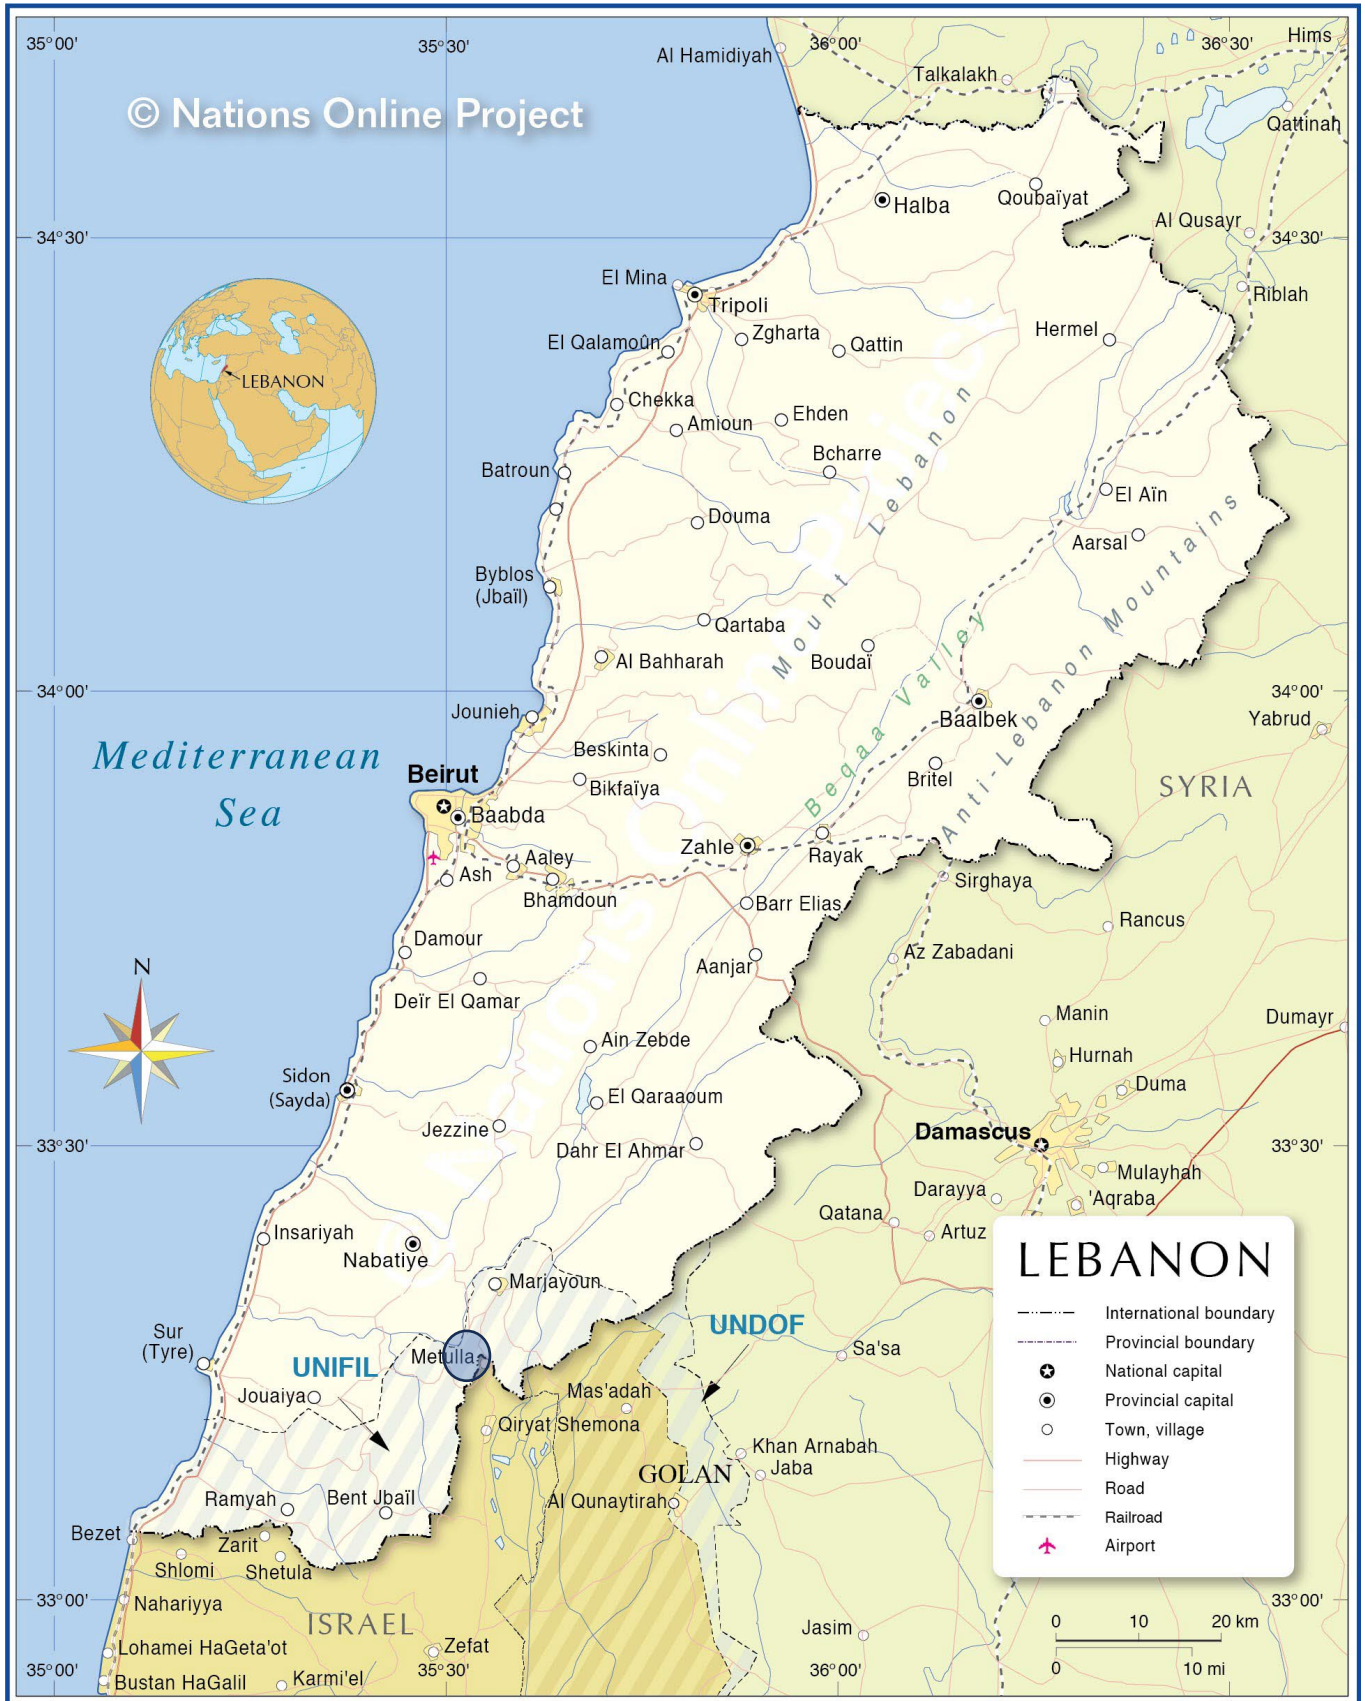 35°00'
35°30'
36°00'
36°30'
Hims
Al Hamidiyah
Talkalakh
© Nations Online Project
Qattinah
Qoubaïyat
Halba
Al Qusayr
34°30'
34°30'
El Mina
Riblah
Tripoli
Zgharta
Hermel
El Qalamoûn
Qattin
LEBANON
Chekka
Ehden
Amioun
Bcharre
Mount Lebanon
Batroun
El Aïn
Douma
Aarsal
Anti-Lebanon Mountains
Byblos
(Jbaïl)
Qartaba
Al Bahharah
Boudaï
Beqaa Valley
© Nations Online Project
34°00'
34°00'
Jounieh
Baalbek
Yabrud
Mediterranean
Sea
Beskinta
Beirut
Bikfaïya
Britel
SYRIA
Baabda
Zahle
Rayak
Aaley
Ash
Sirghaya
Bhamdoun
Barr Elias
Rancus
Damour
Az Zabadani
Aanjar
N
Deïr El Qamar
Manin
Dumayr
Ain Zebde
Hurnah
Sidon
(Sayda)
Duma
El Qaraaoum
Jezzine
Damascus
33°30'
33°30'
Dahr El Ahmar
Mulayhah
Darayya
'Aqraba
Qatana
Artuz
Insariyah
Nabatiye
LEBANON
Marjayoun
International boundary
UNDOF
Sur
(Tyre)
Provincial boundary
Sa'sa
Metulla
UNIFIL
National capital
Mas'adah
Jouaiya
Provincial capital
Qiryat Shemona
Town, village
Khan Arnabah
Highway
Jaba
GOLAN
Road
Ramyah
Bent Jbaïl
Al Qunaytirah
Railroad
Bezet
Zarit
Airport
Shlomi
Shetula
33°00'
33°00'
Nahariyya
ISRAEL
0 10 20 km
Jasim
Lohamei HaGeta'ot
Zefat
0 10 mi
35°00'
35°30'
36°00'
Bustan HaGalil
Karmi'el